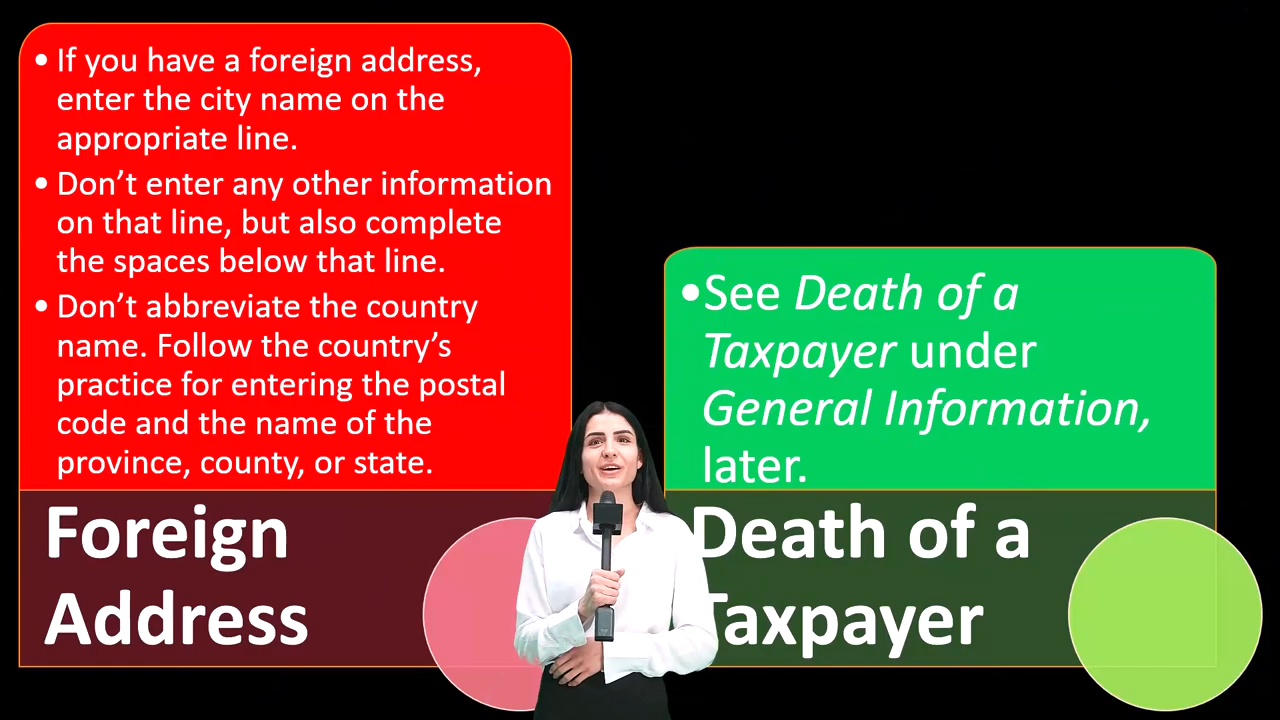 • If you have a foreign address,
enter the city name on the
appropriate line.
• Don’t enter any other information
on that line, but also complete
the spaces below that line.
• Don’t abbreviate the country
name. Follow the country’s
practice for entering the postal
code and the name of the
province, county, or state.
Foreign
Address
•See Death of a
Taxpayer under
General Information,
later.
Death of a
Taxpayer